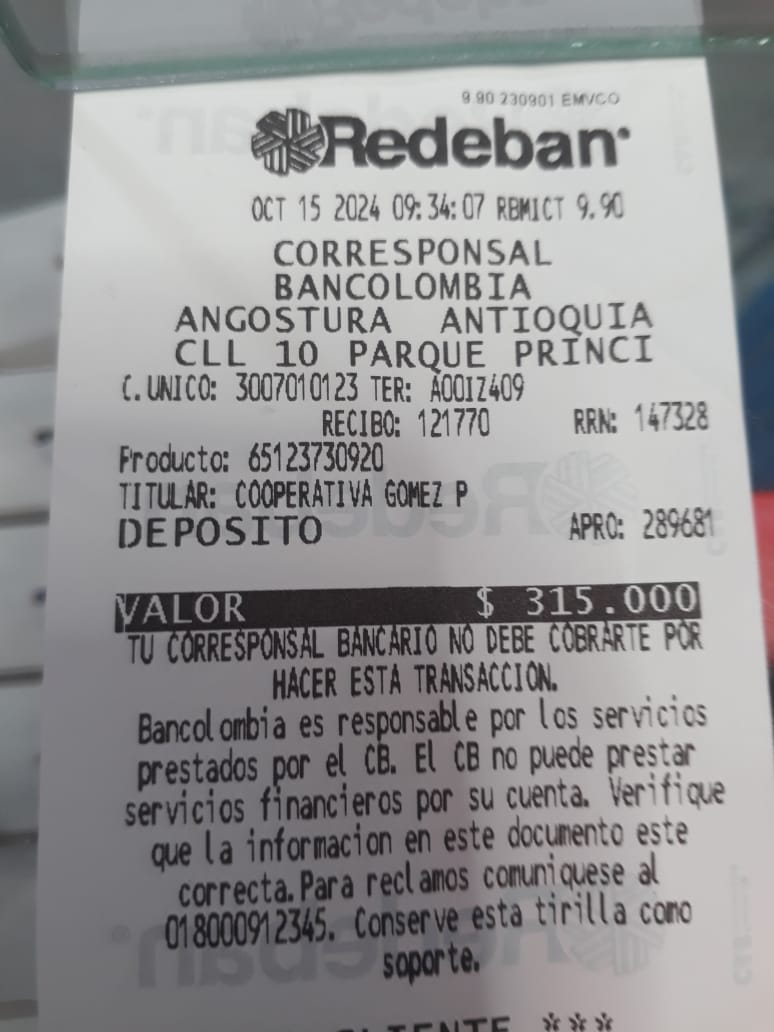 9.90 230901 EMVCO
Redeban
OCT 15 2024 09:34:07 RBMICT 9.90
CORRESPONSAL
BANCOLOMBIA
ANGOSTURA ANTIOQUIA
CLL 10 PARQUE PRINCI
C.UNICO: 3007010123 TER: A00IZ409
RECIBO: 121770 RRN: 147328
Producto: 65123730920
TITULAR: COOPERATIVA GOMEZ P
DEPOSITO APRO: 289681
VALOR $ 315.000
TU CORRESPONSAL BANCARIO NO DEBE COBRARTE POR
HACER ESTA TRANSACCION.
Bancolombia es responsable por los servicios
prestados por el CB. El CB no puede prestar
servicios financieros por su cuenta. Verifique
que la informacion en este documento este
correcta.Para reclamos comuniquese al
018000912345. Conserve esta tirilla como
soporte.
***